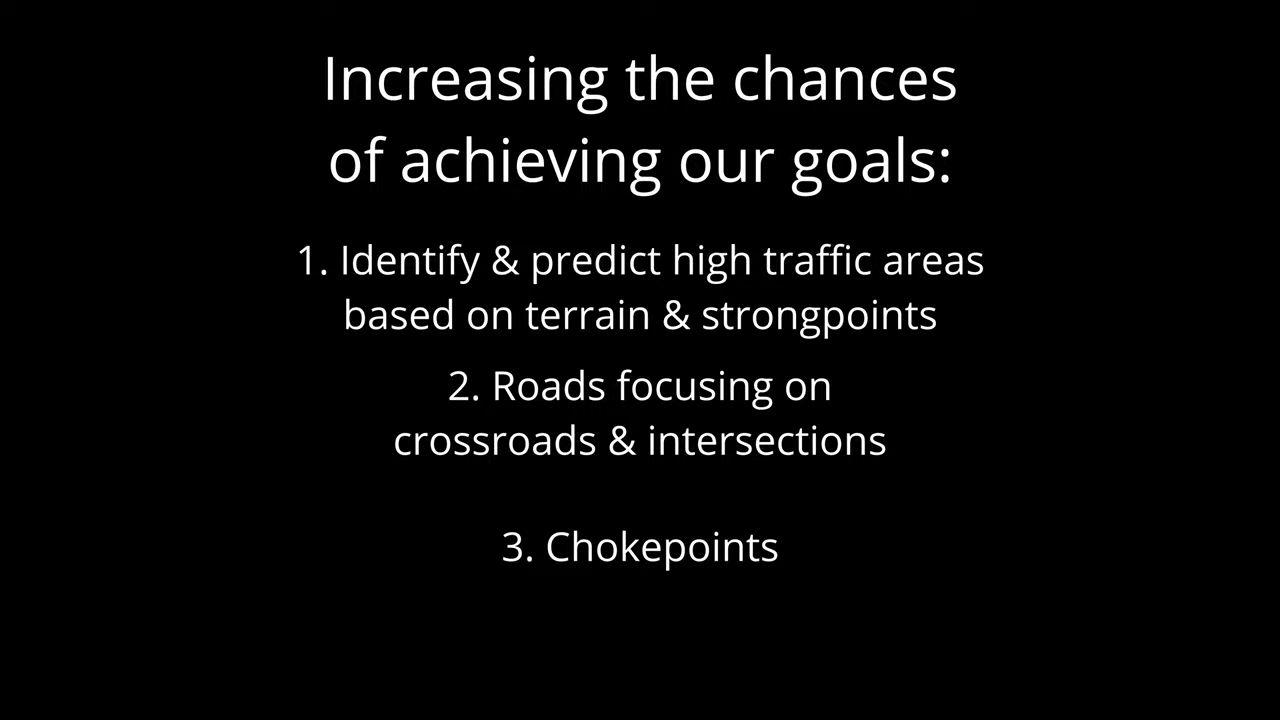 Increasing the chances
of achieving our goals:
1. Identify & predict high traffic areas
based on terrain & strongpoints
2. Roads focusing on
crossroads & intersections
3. Chokepoints